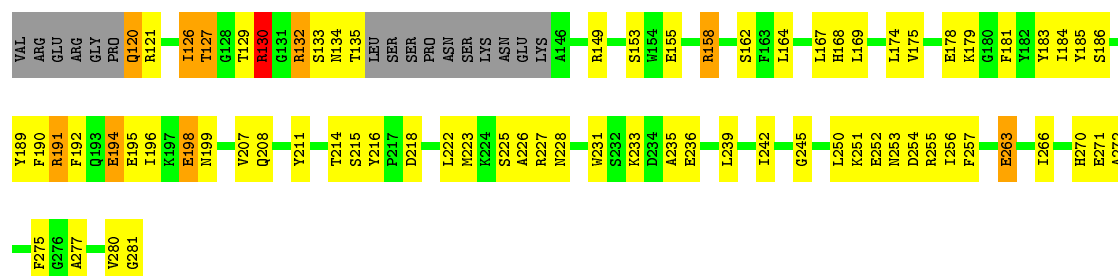 VAL ARG GLU ARG GLY PRO Q120 R121 I126 T127 G128 T129 R130 G131 R132 S133 N134 T135 LEU SER SER PRO ASN SER LYS ASN GLU LYS A146 R149 S153 W154 E155 R158 S162 F163 L164 L167 H168 L169 L174 V175 E178 K179 G180 F181 Y182 Y183 I184 Y185 S186
Y189 F190 R191 F192 Q193 E194 E195 I196 K197 E198 N199 V207 Q208 Y211 T214 S215 Y216 P217 D218 L222 M223 K224 S225 A226 R227 N228 W231 S232 K233 D234 A235 E236 L239 I242 G245 L250 K251 E252 N253 D254 R255 I256 F257 E263 I266 H270 E271 A272
F275 G276 A277 V280 G281